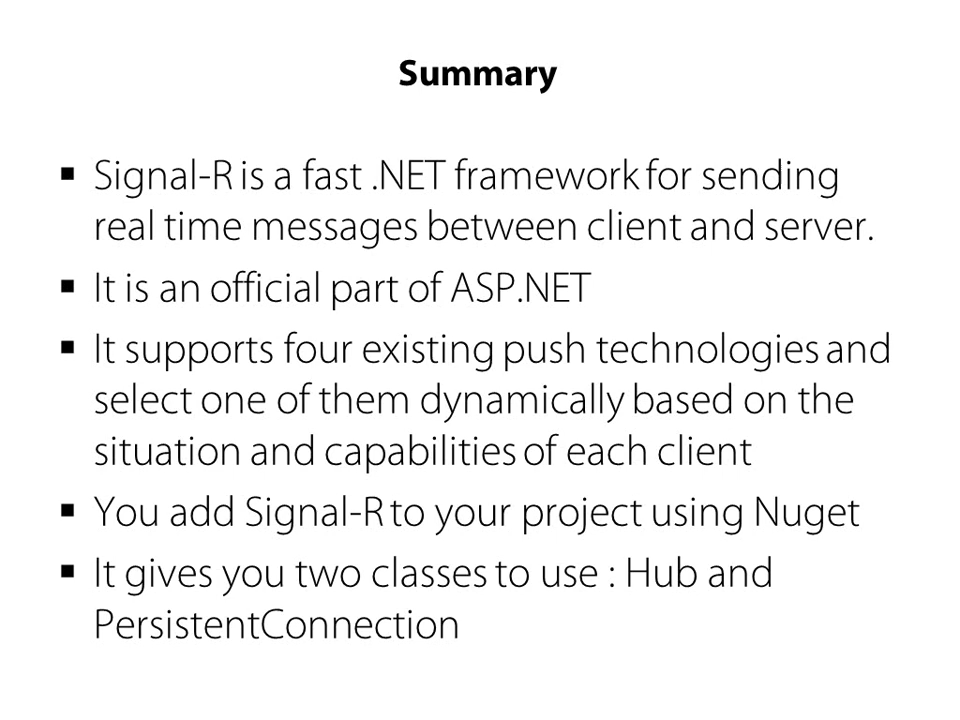 Summary
▪ Signal-R is a fast .NET framework for sending
real time messages between client and server.
▪ It is an official part of ASP.NET
▪ It supports four existing push technologies and
select one of them dynamically based on the
situation and capabilities of each client
▪ You add Signal-R to your project using Nuget
▪ It gives you two classes to use : Hub and
PersistentConnection